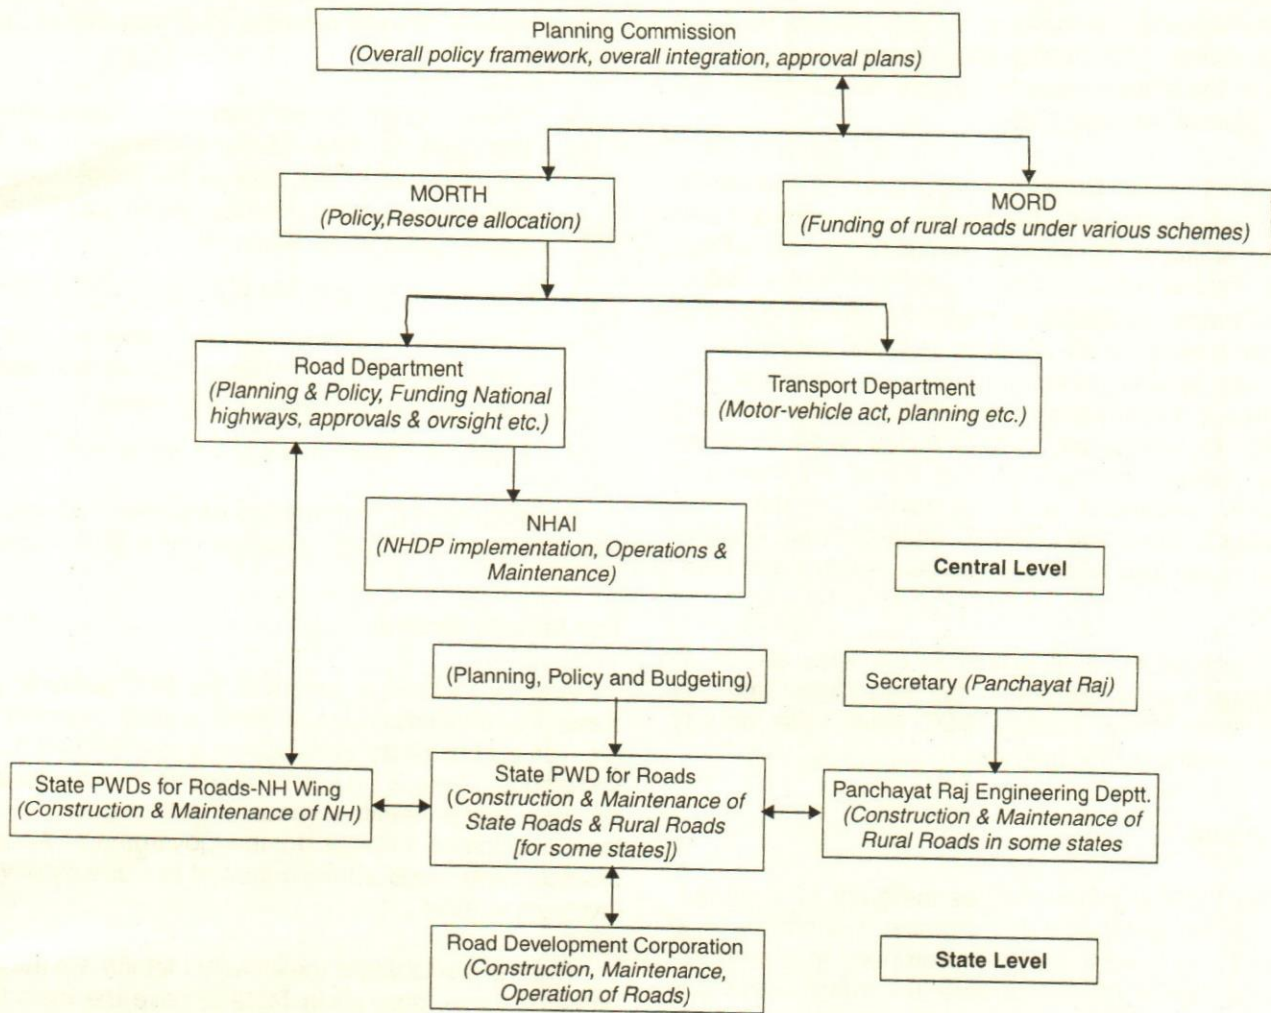 Planning Commission
(Overall policy framework, overall integration, approval plans)
MORTH
(Policy,Resource allocation)
MORD
(Funding of rural roads under various schemes)
Road Department
(Planning & Policy, Funding National
highways, approvals & ovrsight etc.)
Transport Department
(Motor-vehicle act, planning etc.)
NHAI
(NHDP implementation, Operations &
Maintenance)
Central Level
(Planning, Policy and Budgeting)
Secretary (Panchayat Raj)
State PWDs for Roads-NH Wing
(Construction & Maintenance of NH)
State PWD for Roads
(Construction & Maintenance of
State Roads & Rural Roads
[for some states])
Panchayat Raj Engineering Deptt.
(Construction & Maintenance of
Rural Roads in some states
Road Development Corporation
(Construction, Maintenance,
Operation of Roads)
State Level